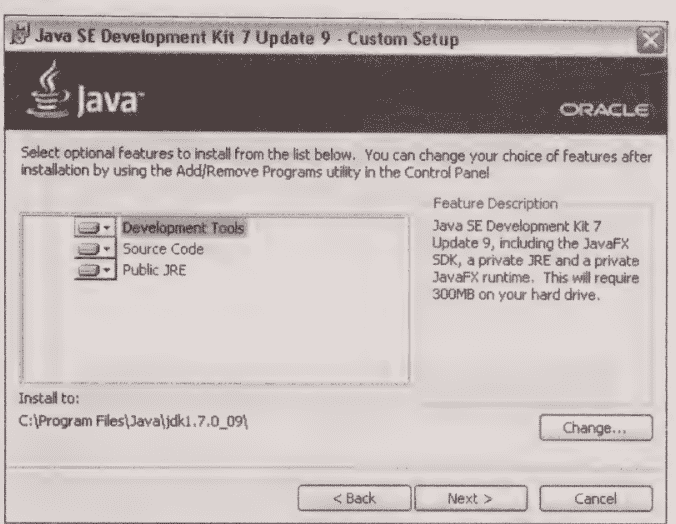 Java SE Development Kit 7 Update 9 - Custom Setup
Java™
ORACLE
Select optional features to install from the list below. You can change your choice of features after
installation by using the Add/Remove Programs utility in the Control Panel
Development Tools
Source Code
Public JRE
Feature Description
Java SE Development Kit 7
Update 9, including the JavaFX
SDK, a private JRE and a private
JavaFX runtime. This will require
300MB on your hard drive.
Install to:
C:\Program Files\Java\jdk1.7.0_09\
Change...
< Back
Next >
Cancel